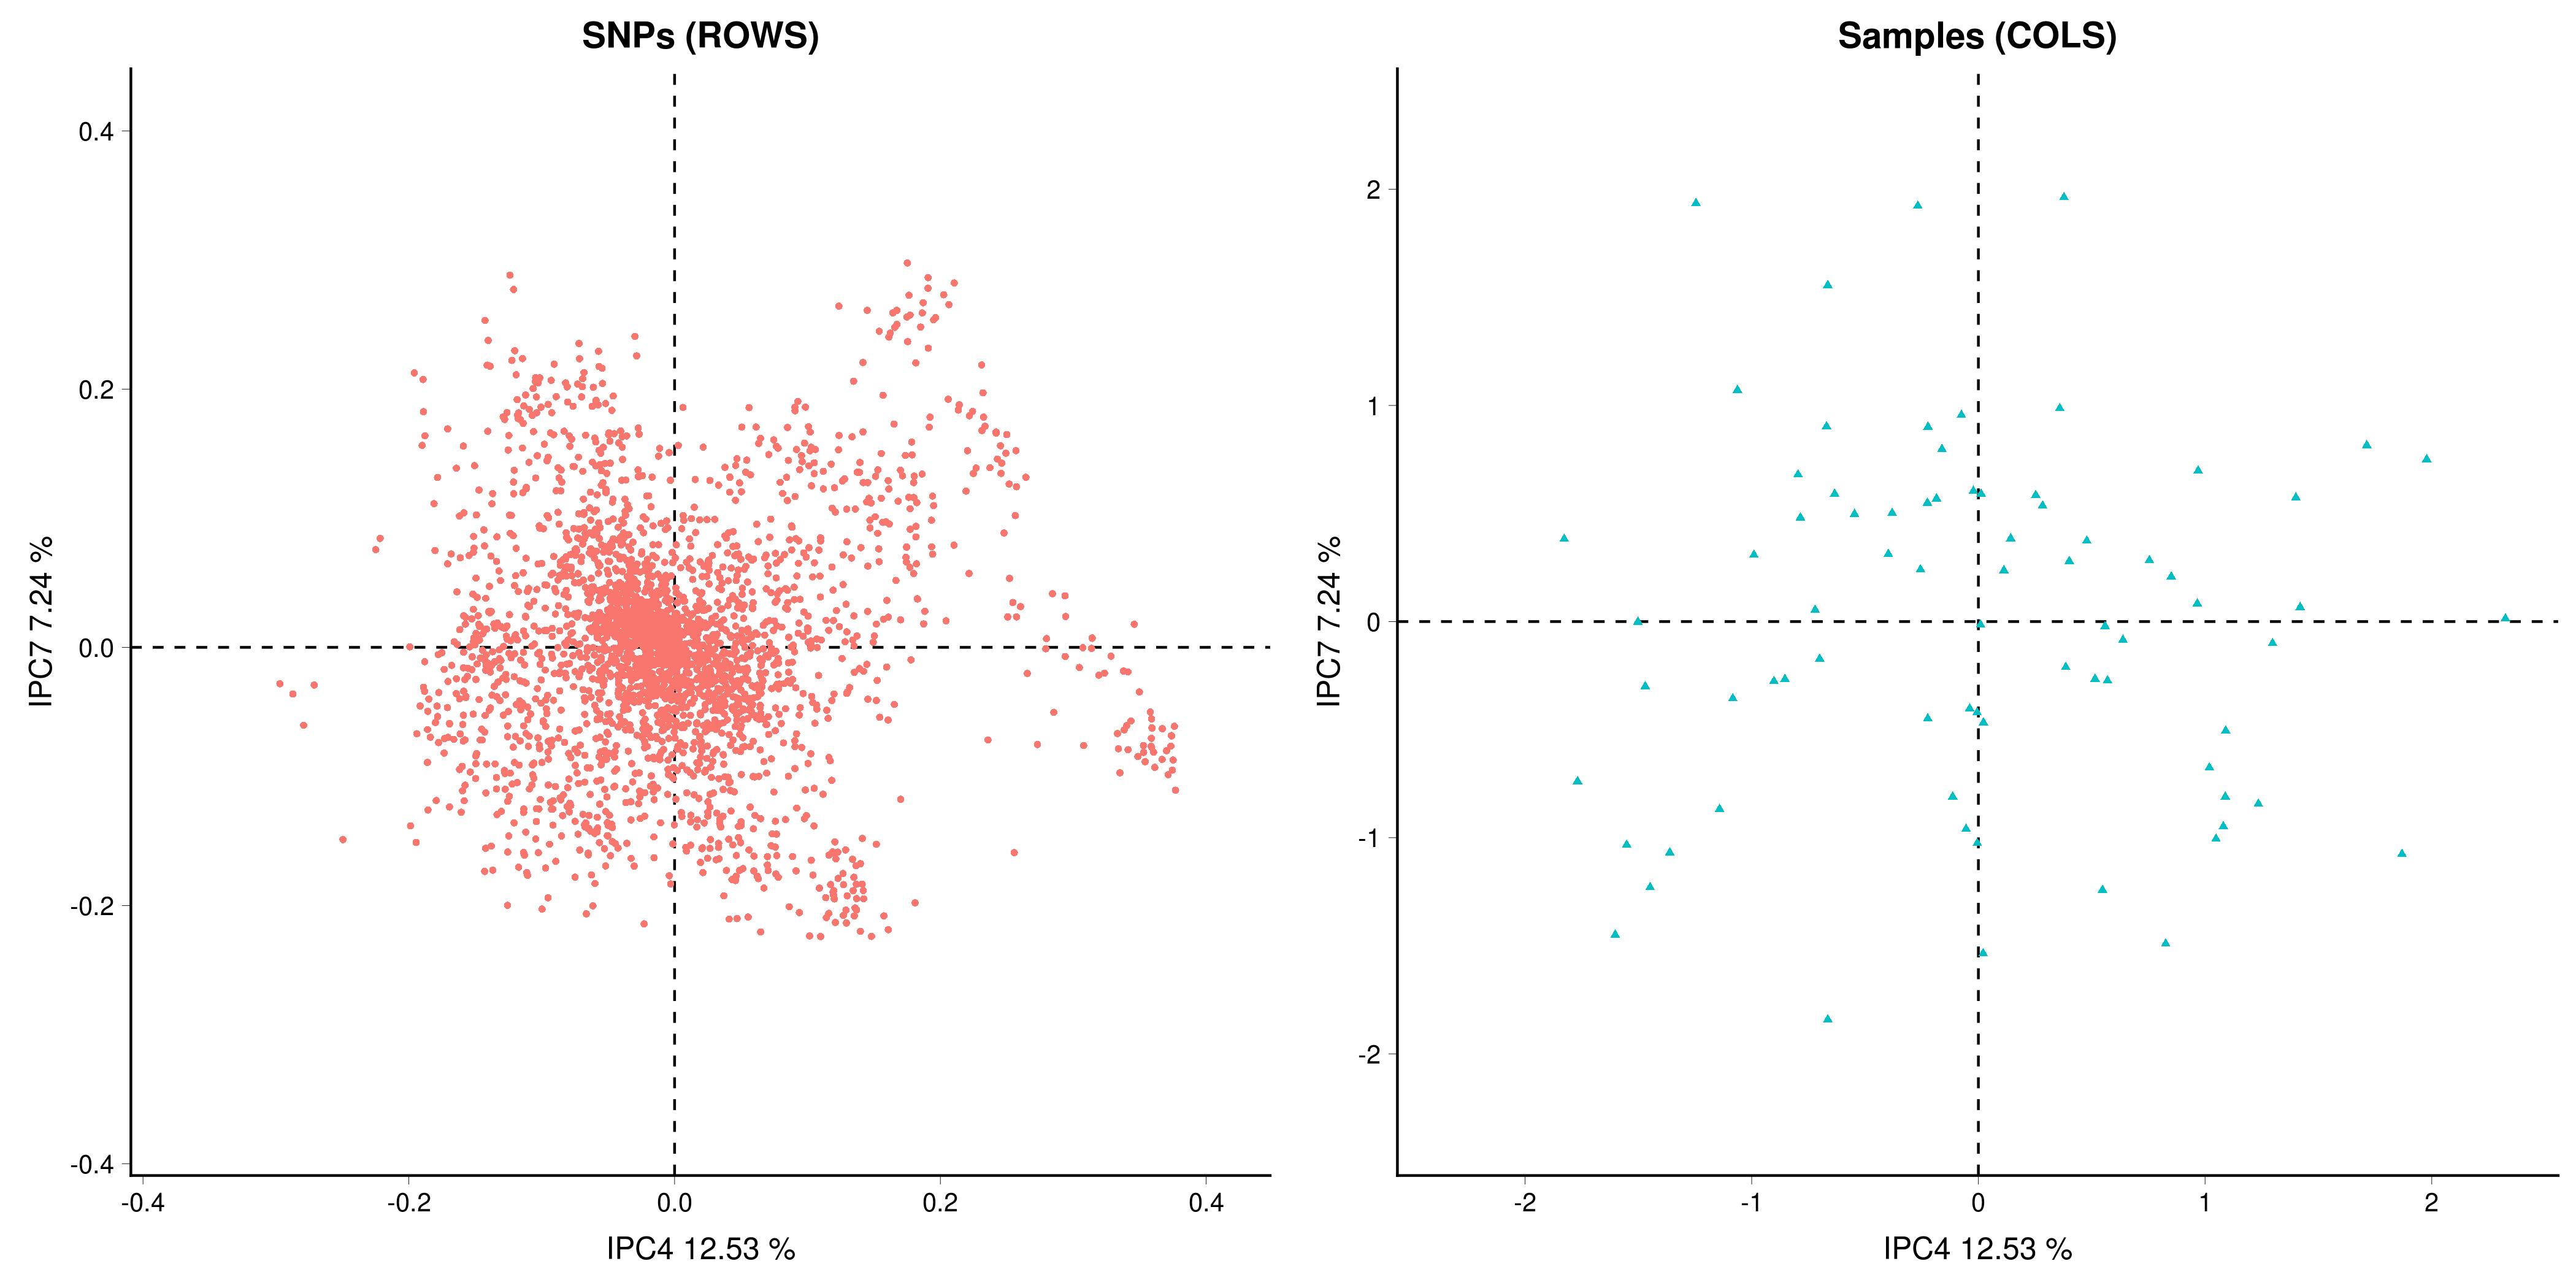 SNPs (ROWS)
IPC7 7.24 %
0.4
0.2
0.0
-0.2
-0.4
-0.4 -0.2 0.0 0.2 0.4
IPC4 12.53 %
Samples (COLS)
IPC7 7.24 %
2
1
0
-1
-2
-2 -1 0 1 2
IPC4 12.53 %